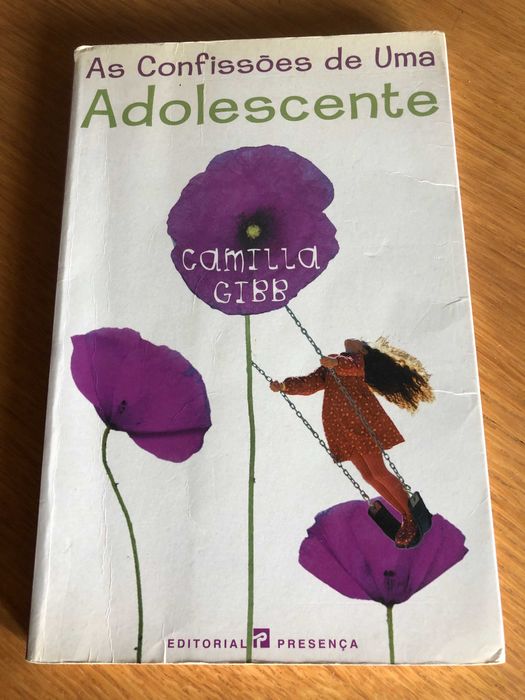 As Confissões de Uma
Adolescente
CAMILLA
GIBB
EDITORIAL P PRESENÇA